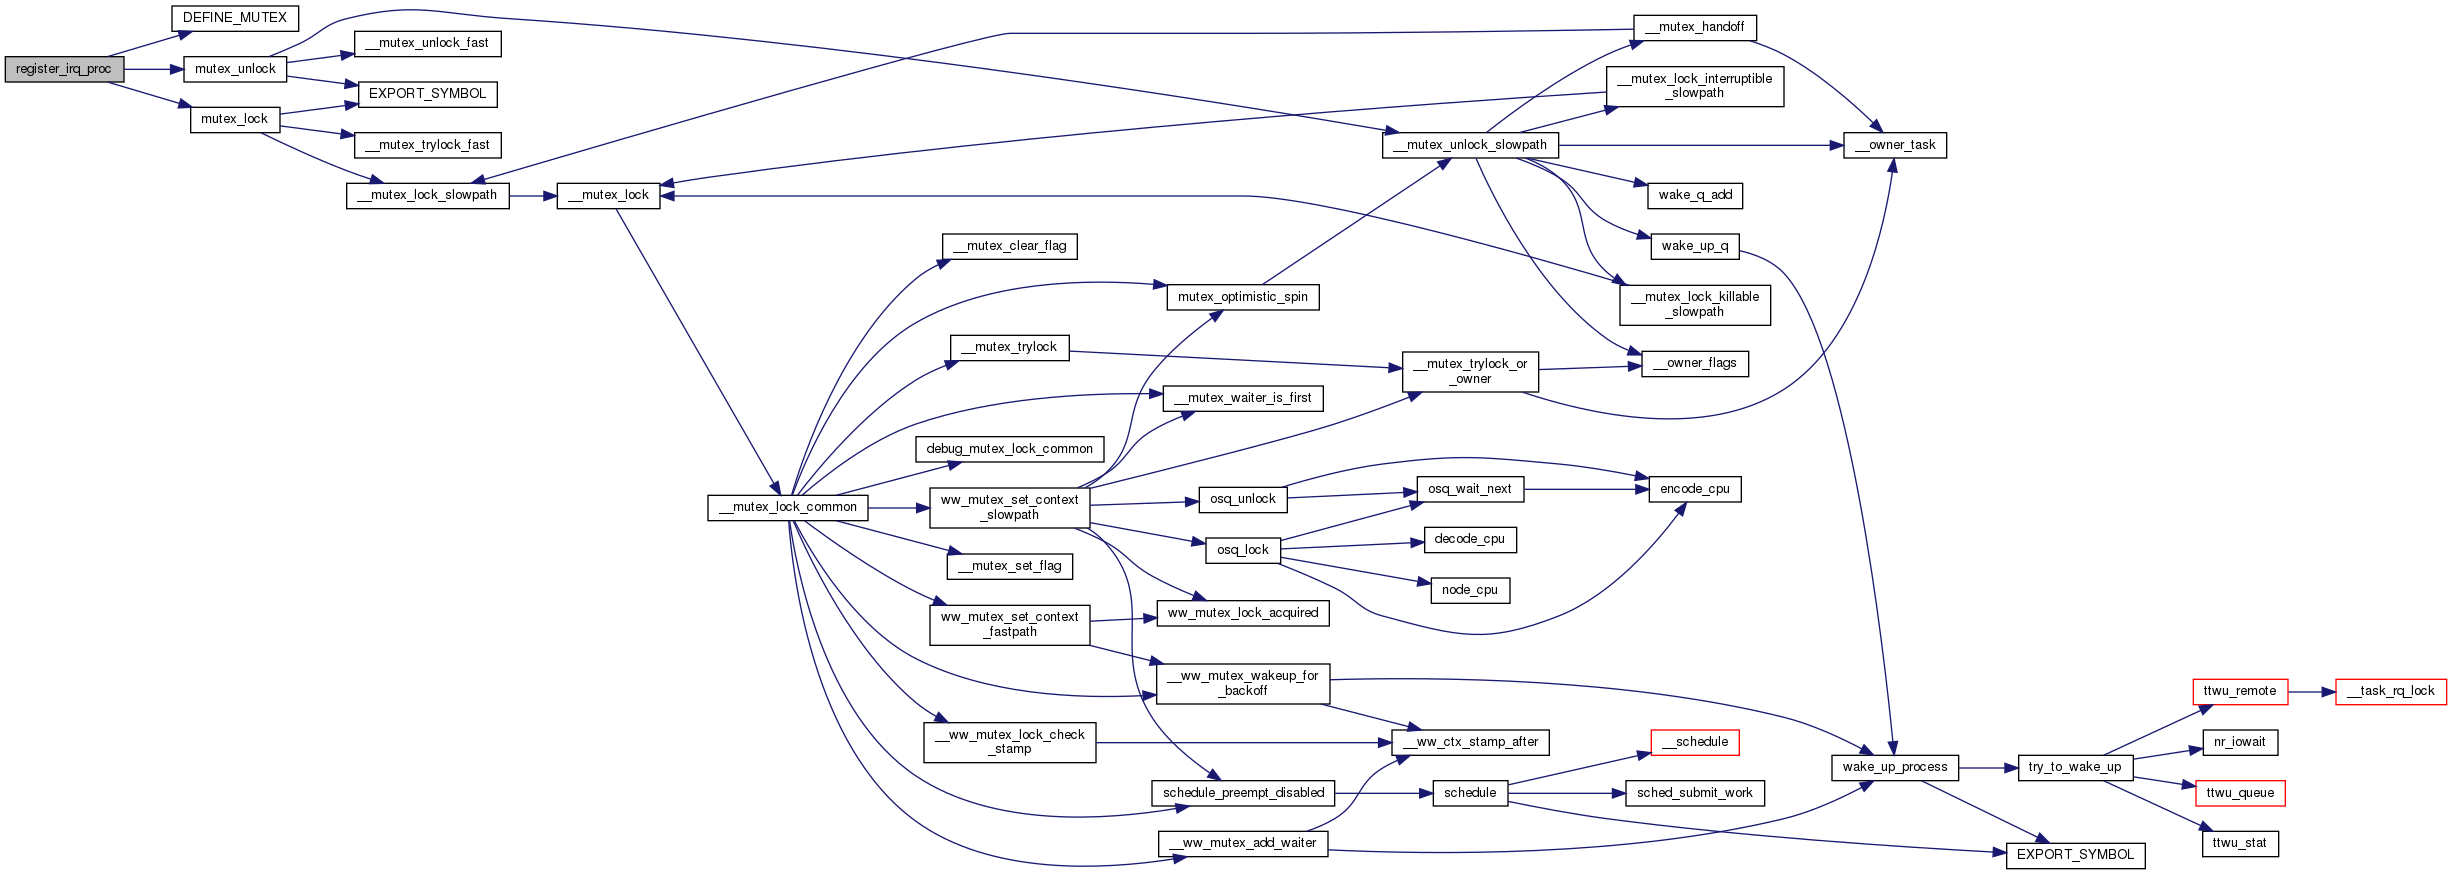 register_irq_proc
DEFINE_MUTEX
mutex_unlock
mutex_lock
__mutex_unlock_fast
EXPORT_SYMBOL
__mutex_trylock_fast
__mutex_lock_slowpath
__mutex_lock
__mutex_lock_common
__mutex_clear_flag
__mutex_trylock
debug_mutex_lock_common
ww_mutex_set_context
_slowpath
__mutex_set_flag
ww_mutex_set_context
_fastpath
__ww_mutex_lock_check
_stamp
mutex_optimistic_spin
__mutex_waiter_is_first
osq_unlock
osq_lock
ww_mutex_lock_acquired
__ww_mutex_wakeup_for
_backoff
schedule_preempt_disabled
__ww_mutex_add_waiter
__mutex_unlock_slowpath
__mutex_trylock_or
_owner
osq_wait_next
decode_cpu
node_cpu
__ww_ctx_stamp_after
schedule
__mutex_handoff
__mutex_lock_interruptible
_slowpath
wake_q_add
wake_up_q
__mutex_lock_killable
_slowpath
__owner_flags
encode_cpu
__schedule
sched_submit_work
__owner_task
wake_up_process
try_to_wake_up
EXPORT_SYMBOL
ttwu_remote
nr_iowait
ttwu_queue
ttwu_stat
__task_rq_lock